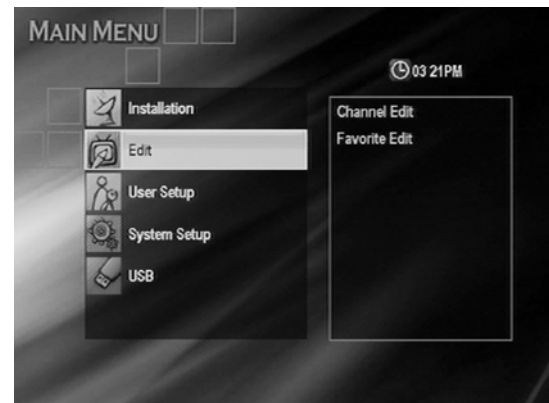 MAIN MENU
03 21PM
Installation
Edit
User Setup
System Setup
USB
Channel Edit
Favorite Edit